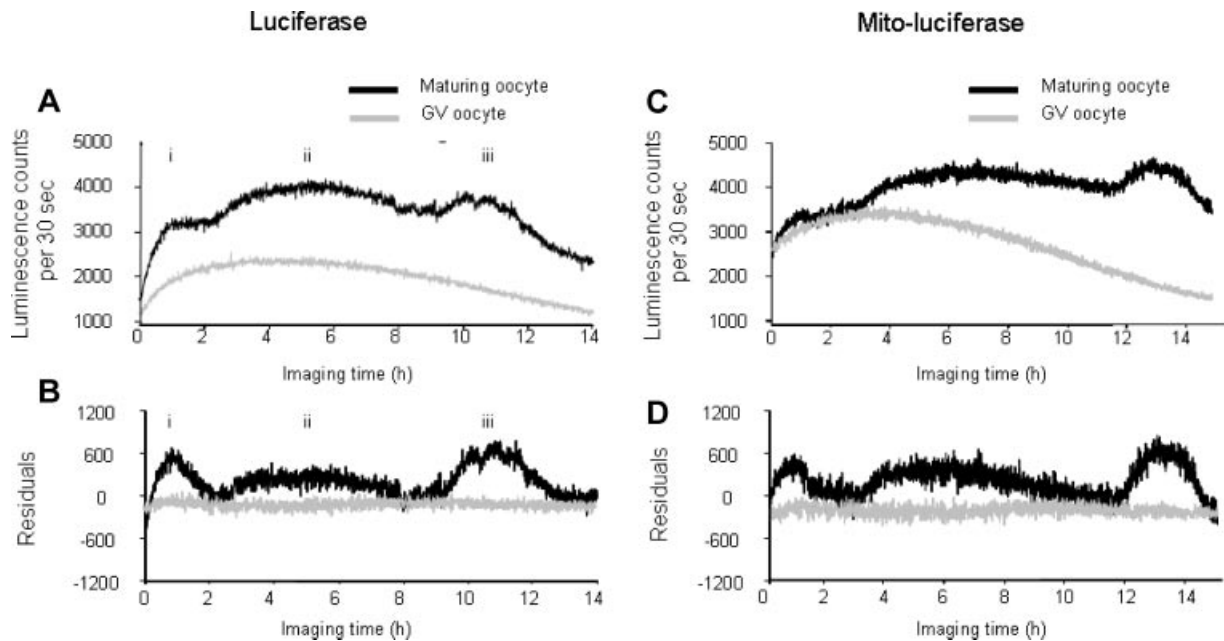 Luciferase
Mito-luciferase
A
Maturing oocyte
GV oocyte
Luminescence counts
per 30 sec
5000
4000
3000
2000
1000
i
ii
iii
0 2 4 6 8 10 12 14
Imaging time (h)
C
Maturing oocyte
GV oocyte
Luminescence counts
per 30 sec
5000
4000
3000
2000
1000
0 2 4 6 8 10 12 14
Imaging time (h)
B
Residuals
1200
600
0
-600
-1200
i
ii
iii
0 2 4 6 8 10 12 14
Imaging time (h)
D
Residuals
1200
600
0
-600
-1200
0 2 4 6 8 10 12 14
Imaging time (h)